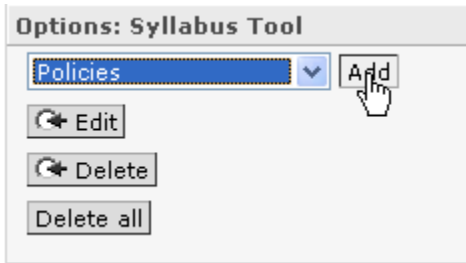 Options: Syllabus Tool
Policies Add
Edit
Delete
Delete all